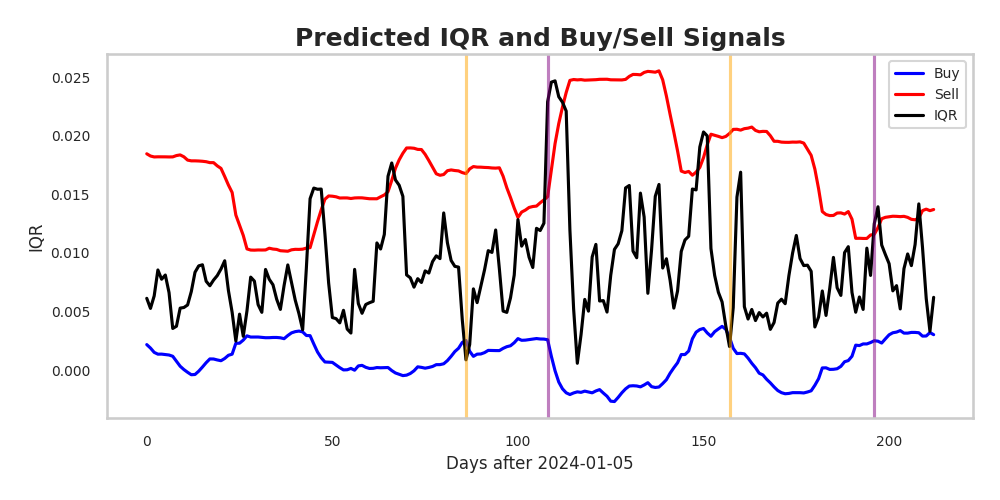 Predicted IQR and Buy/Sell Signals
IQR
0.025
0.020
0.015
0.010
0.005
0.000
Buy
Sell
IQR
0
50
100
150
200
Days after 2024-01-05